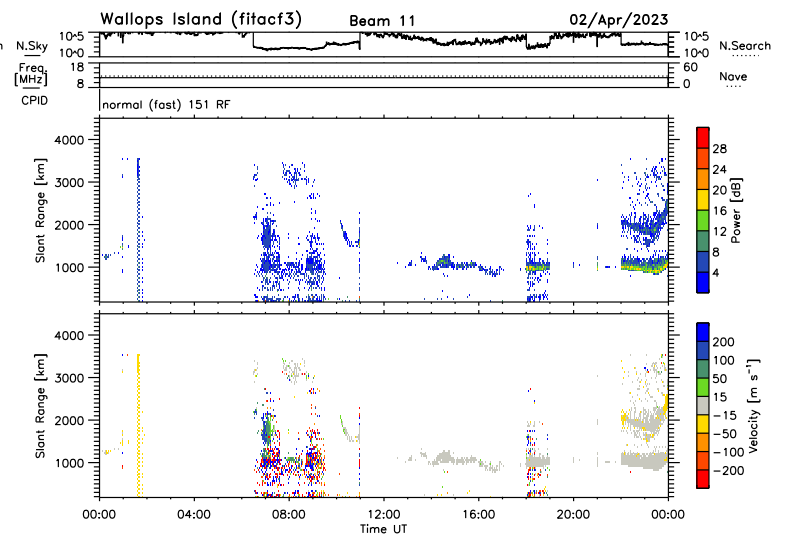 Wallops Island (fitacf3) Beam 11 02/Apr/2023
n N.Sky 10^5 10^5 N.Search
10^0 10^0
Freq. 18 60 Nave
[MHz] 8 0
CPID normal (fast) 151 RF
Slant Range [km]
4000
3000
2000
1000
Power [dB]
28
24
20
16
12
8
4
Slant Range [km]
4000
3000
2000
1000
Velocity [m s⁻¹]
200
100
50
15
−15
−50
−100
−200
00:00 04:00 08:00 12:00 16:00 20:00 00:00
Time UT